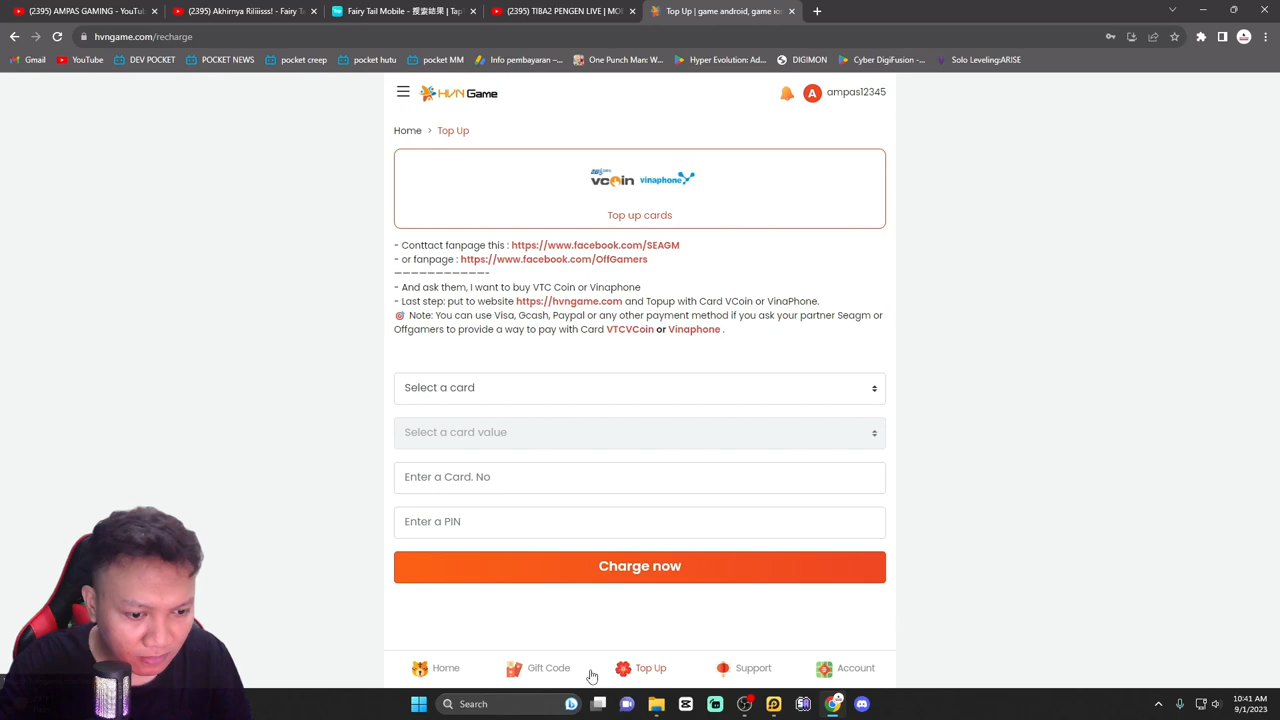 (2395) AMPAS GAMING - YouTub
(2395) Akhirnya Riiiisss! - Fairy Ta
Fairy Tail Mobile - 搜索結果 | Tap
(2395) TIBA2 PENGEN LIVE | MO
Top Up | game android, game ios
hvngame.com/recharge
Gmail
YouTube
DEV POCKET
POCKET NEWS
pocket creep
pocket hutu
pocket MM
Info pembayaran -...
One Punch Man: W...
Hyper Evolution: Ad...
DIGIMON
Cyber DigiFusion -...
Solo Leveling:ARISE
HVN Game
A
ampas12345
Home > Top Up
vcoin vinaphone
Top up cards
- Conttact fanpage this : https://www.facebook.com/SEAGM
- or fanpage : https://www.facebook.com/OffGamers
———————————-
- And ask them, I want to buy VTC Coin or Vinaphone
- Last step: put to website https://hvngame.com and Topup with Card VCoin or VinaPhone.
🎯 Note: You can use Visa, Gcash, Paypal or any other payment method if you ask your partner Seagm or
Offgamers to provide a way to pay with Card VTCVCoin or Vinaphone .
Select a card
Select a card value
Enter a Card. No
Enter a PIN
Charge now
Home
Gift Code
Top Up
Support
Account
Search
10:41 AM
9/1/2023